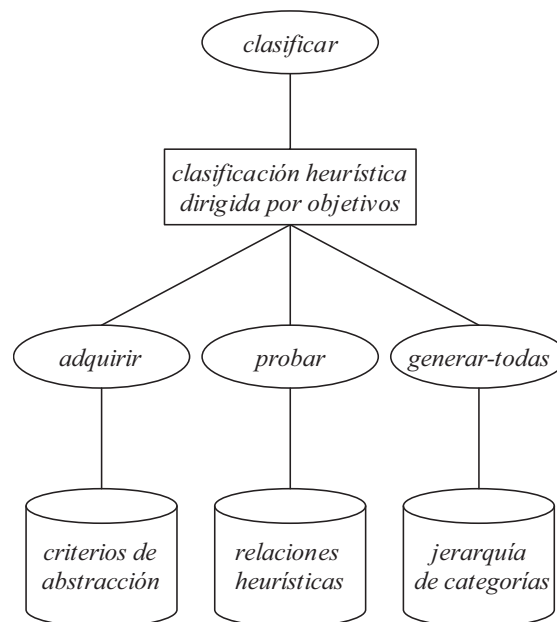 clasificar
clasificación heurística
dirigida por objetivos
adquirir
probar
generar-todas
criterios de
abstracción
relaciones
heurísticas
jerarquía
de categorías